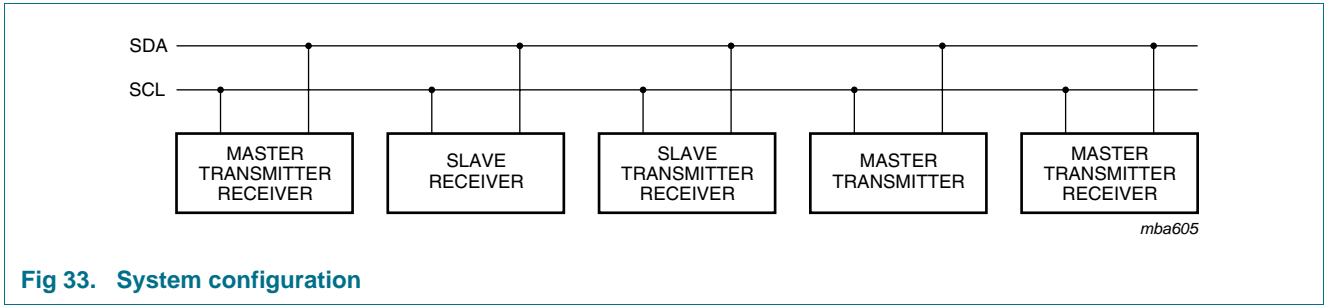 SDA
SCL
MASTER
TRANSMITTER
RECEIVER
SLAVE
RECEIVER
SLAVE
TRANSMITTER
RECEIVER
MASTER
TRANSMITTER
MASTER
TRANSMITTER
RECEIVER
mba605
Fig 33. System configuration